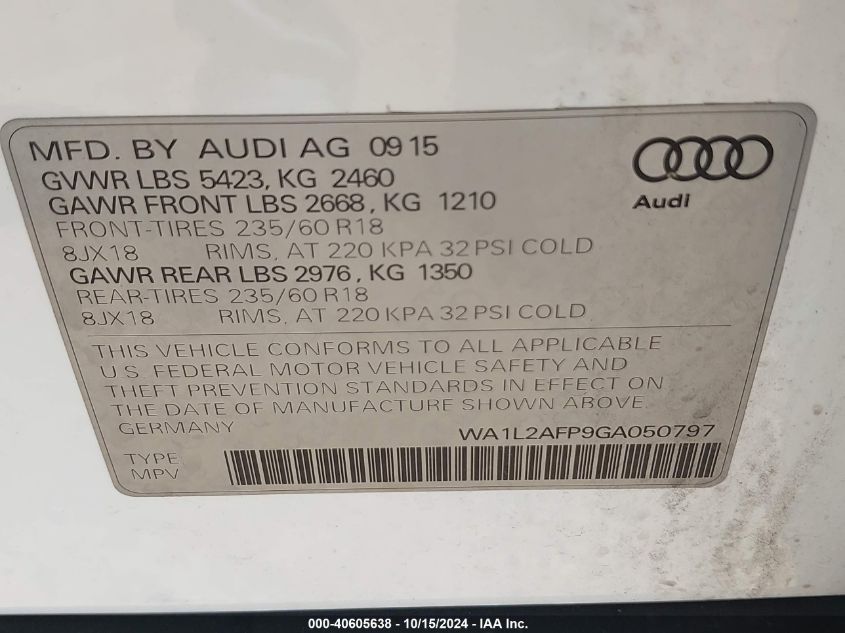 MFD. BY AUDI AG 0915
GVWR LBS 5423, KG 2460
GAWR FRONT LBS 2668, KG 1210
FRONT-TIRES 235/60 R18
8JX18 RIMS, AT 220 KPA 32 PSI COLD
GAWR REAR LBS 2976, KG 1350
REAR-TIRES 235/60 R18
8JX18 RIMS, AT 220 KPA 32 PSI COLD
Audi
THIS VEHICLE CONFORMS TO ALL APPLICABLE
U.S. FEDERAL MOTOR VEHICLE SAFETY AND
THEFT PREVENTION STANDARDS IN EFFECT ON
THE DATE OF MANUFACTURE SHOWN ABOVE.
GERMANY WA1L2AFP9GA050797
TYPE
MPV
000-40605638 - 10/15/2024 - IAA Inc.